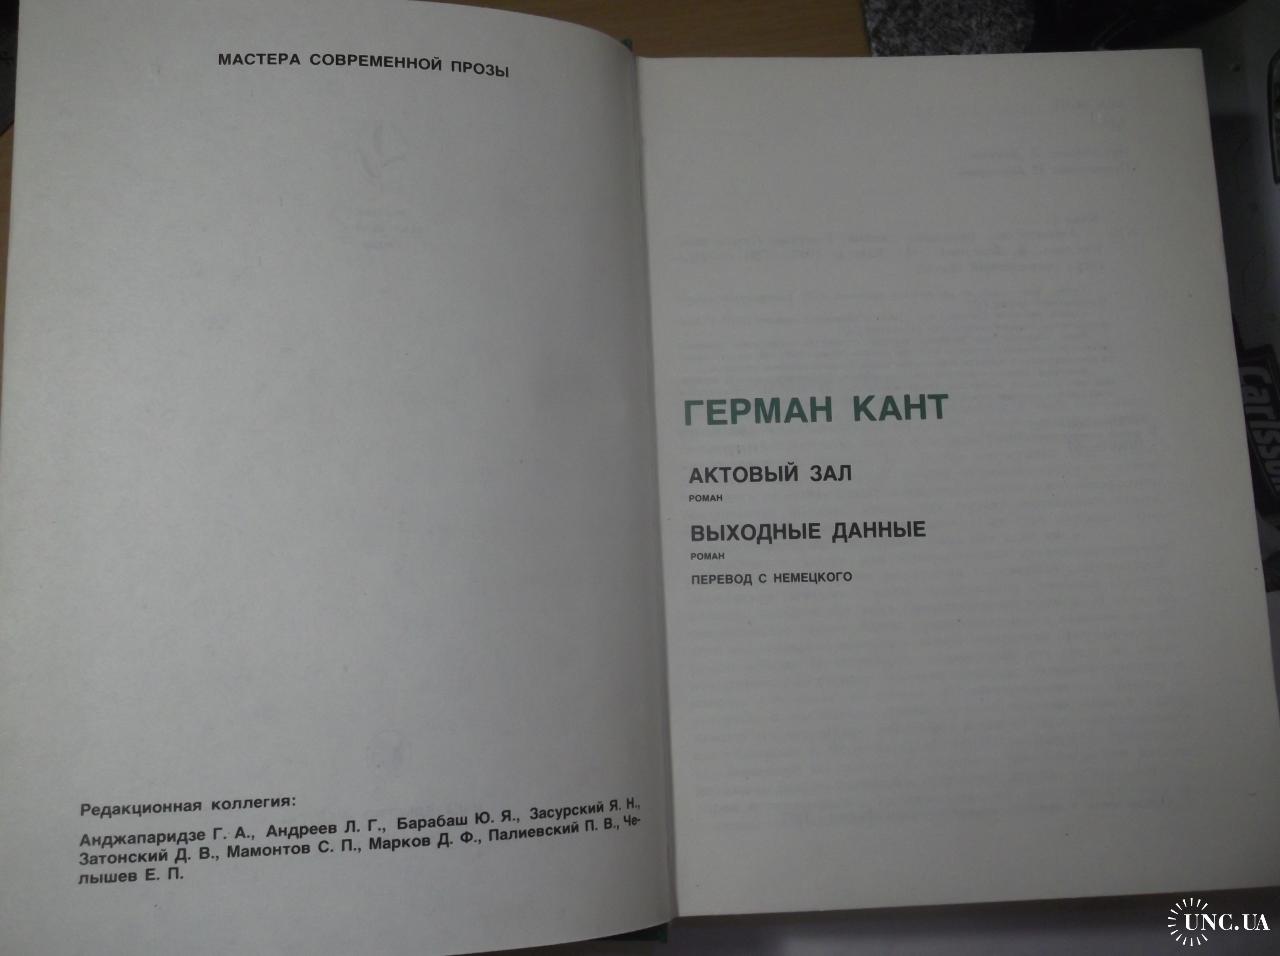 МАСТЕРА СОВРЕМЕННОЙ ПРОЗЫ
Редакционная коллегия:
Анджапаридзе Г. А., Андреев Л. Г., Барабаш Ю. Я., Засурский Я. Н.,
Затонский Д. В., Мамонтов С. П., Марков Д. Ф., Палиевский П. В., Че-
лышев Е. П.
ГЕРМАН КАНТ
АКТОВЫЙ ЗАЛ
РОМАН
ВЫХОДНЫЕ ДАННЫЕ
РОМАН
ПЕРЕВОД С НЕМЕЦКОГО
Carlsson
UNC.UA